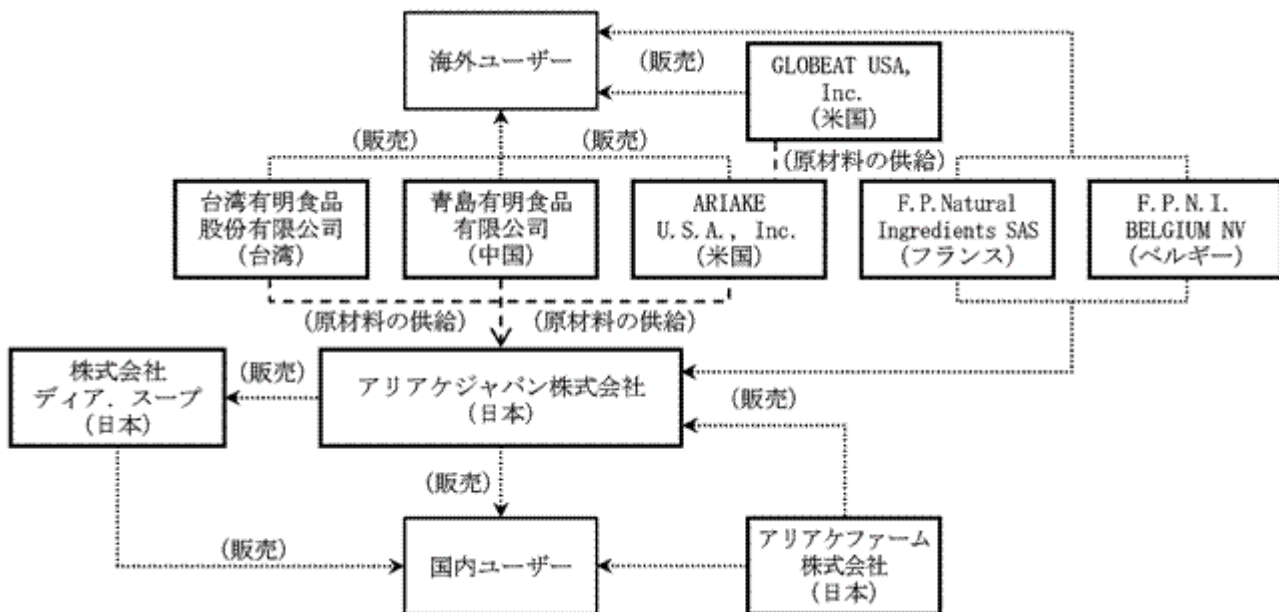 海外ユーザー
(販売)
GLOBEAT USA,
Inc.
(米国)
(販売)
(販売)
(原材料の供給)
台湾有明食品
股份有限公司
(台湾)
青島有明食品
有限公司
(中国)
ARIAKE
U.S.A., Inc.
(米国)
F.P.Natural
Ingredients SAS
(フランス)
F.P.N.I.
BELGIUM NV
(ベルギー)
(原材料の供給)
(原材料の供給)
株式会社
ディア．スープ
(日本)
(販売)
アリアケジャパン株式会社
(日本)
(販売)
(販売)
(販売)
国内ユーザー
アリアケファーム
株式会社
(日本)